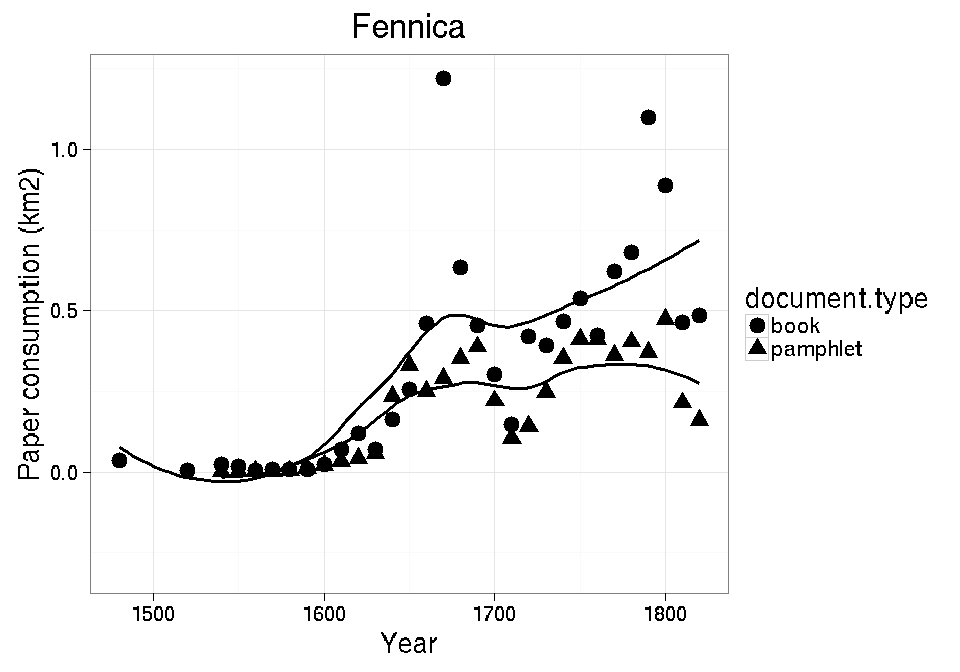 Fennica
Paper consumption (km2)
1.0
0.5
0.0
1500 1600 1700 1800
Year
document.type
book
pamphlet